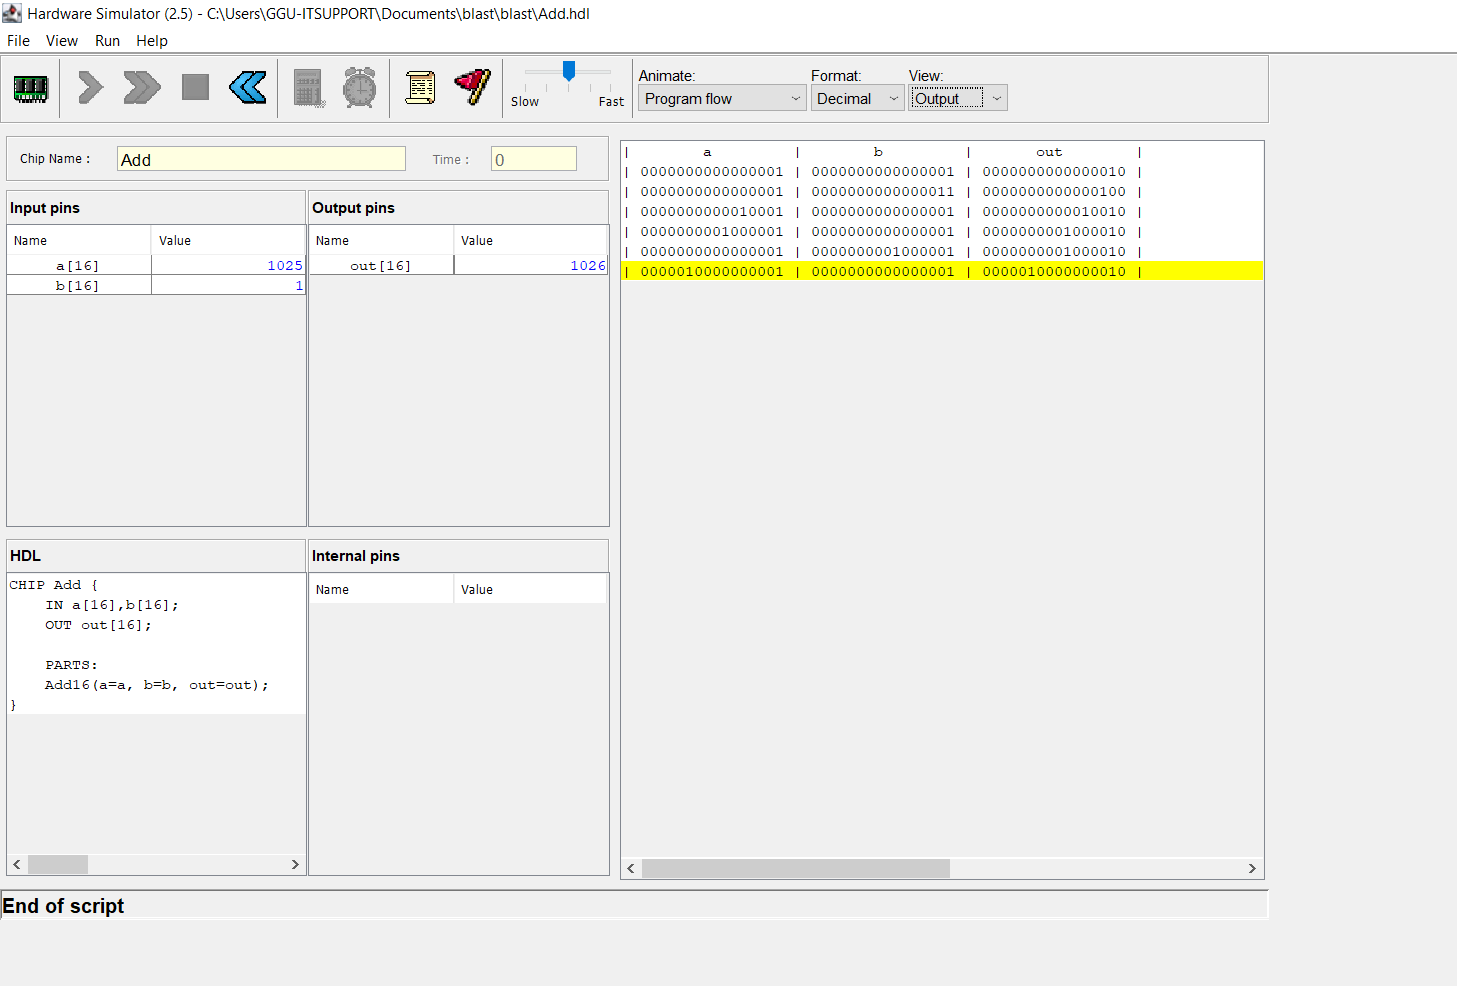 Hardware Simulator (2.5) - C:\Users\GGU-ITSUPPORT\Documents\blast\blast\Add.hdl
File View Run Help
Slow Fast
Animate: Format: View:
Program flow Decimal Output
Chip Name : Add Time : 0
Input pins
Name Value
a[16] 1025
b[16] 1
Output pins
Name Value
out[16] 1026
HDL
CHIP Add {
    IN a[16],b[16];
    OUT out[16];

    PARTS:
    Add16(a=a, b=b, out=out);
}
Internal pins
Name Value
| a | b | out |
| 0000000000000001 | 0000000000000001 | 0000000000000010 |
| 0000000000000001 | 0000000000000011 | 0000000000000100 |
| 0000000000010001 | 0000000000000001 | 0000000000010010 |
| 0000000001000001 | 0000000000000001 | 0000000001000010 |
| 0000000000000001 | 0000000001000001 | 0000000001000010 |
| 0000010000000001 | 0000000000000001 | 0000010000000010 |
End of script